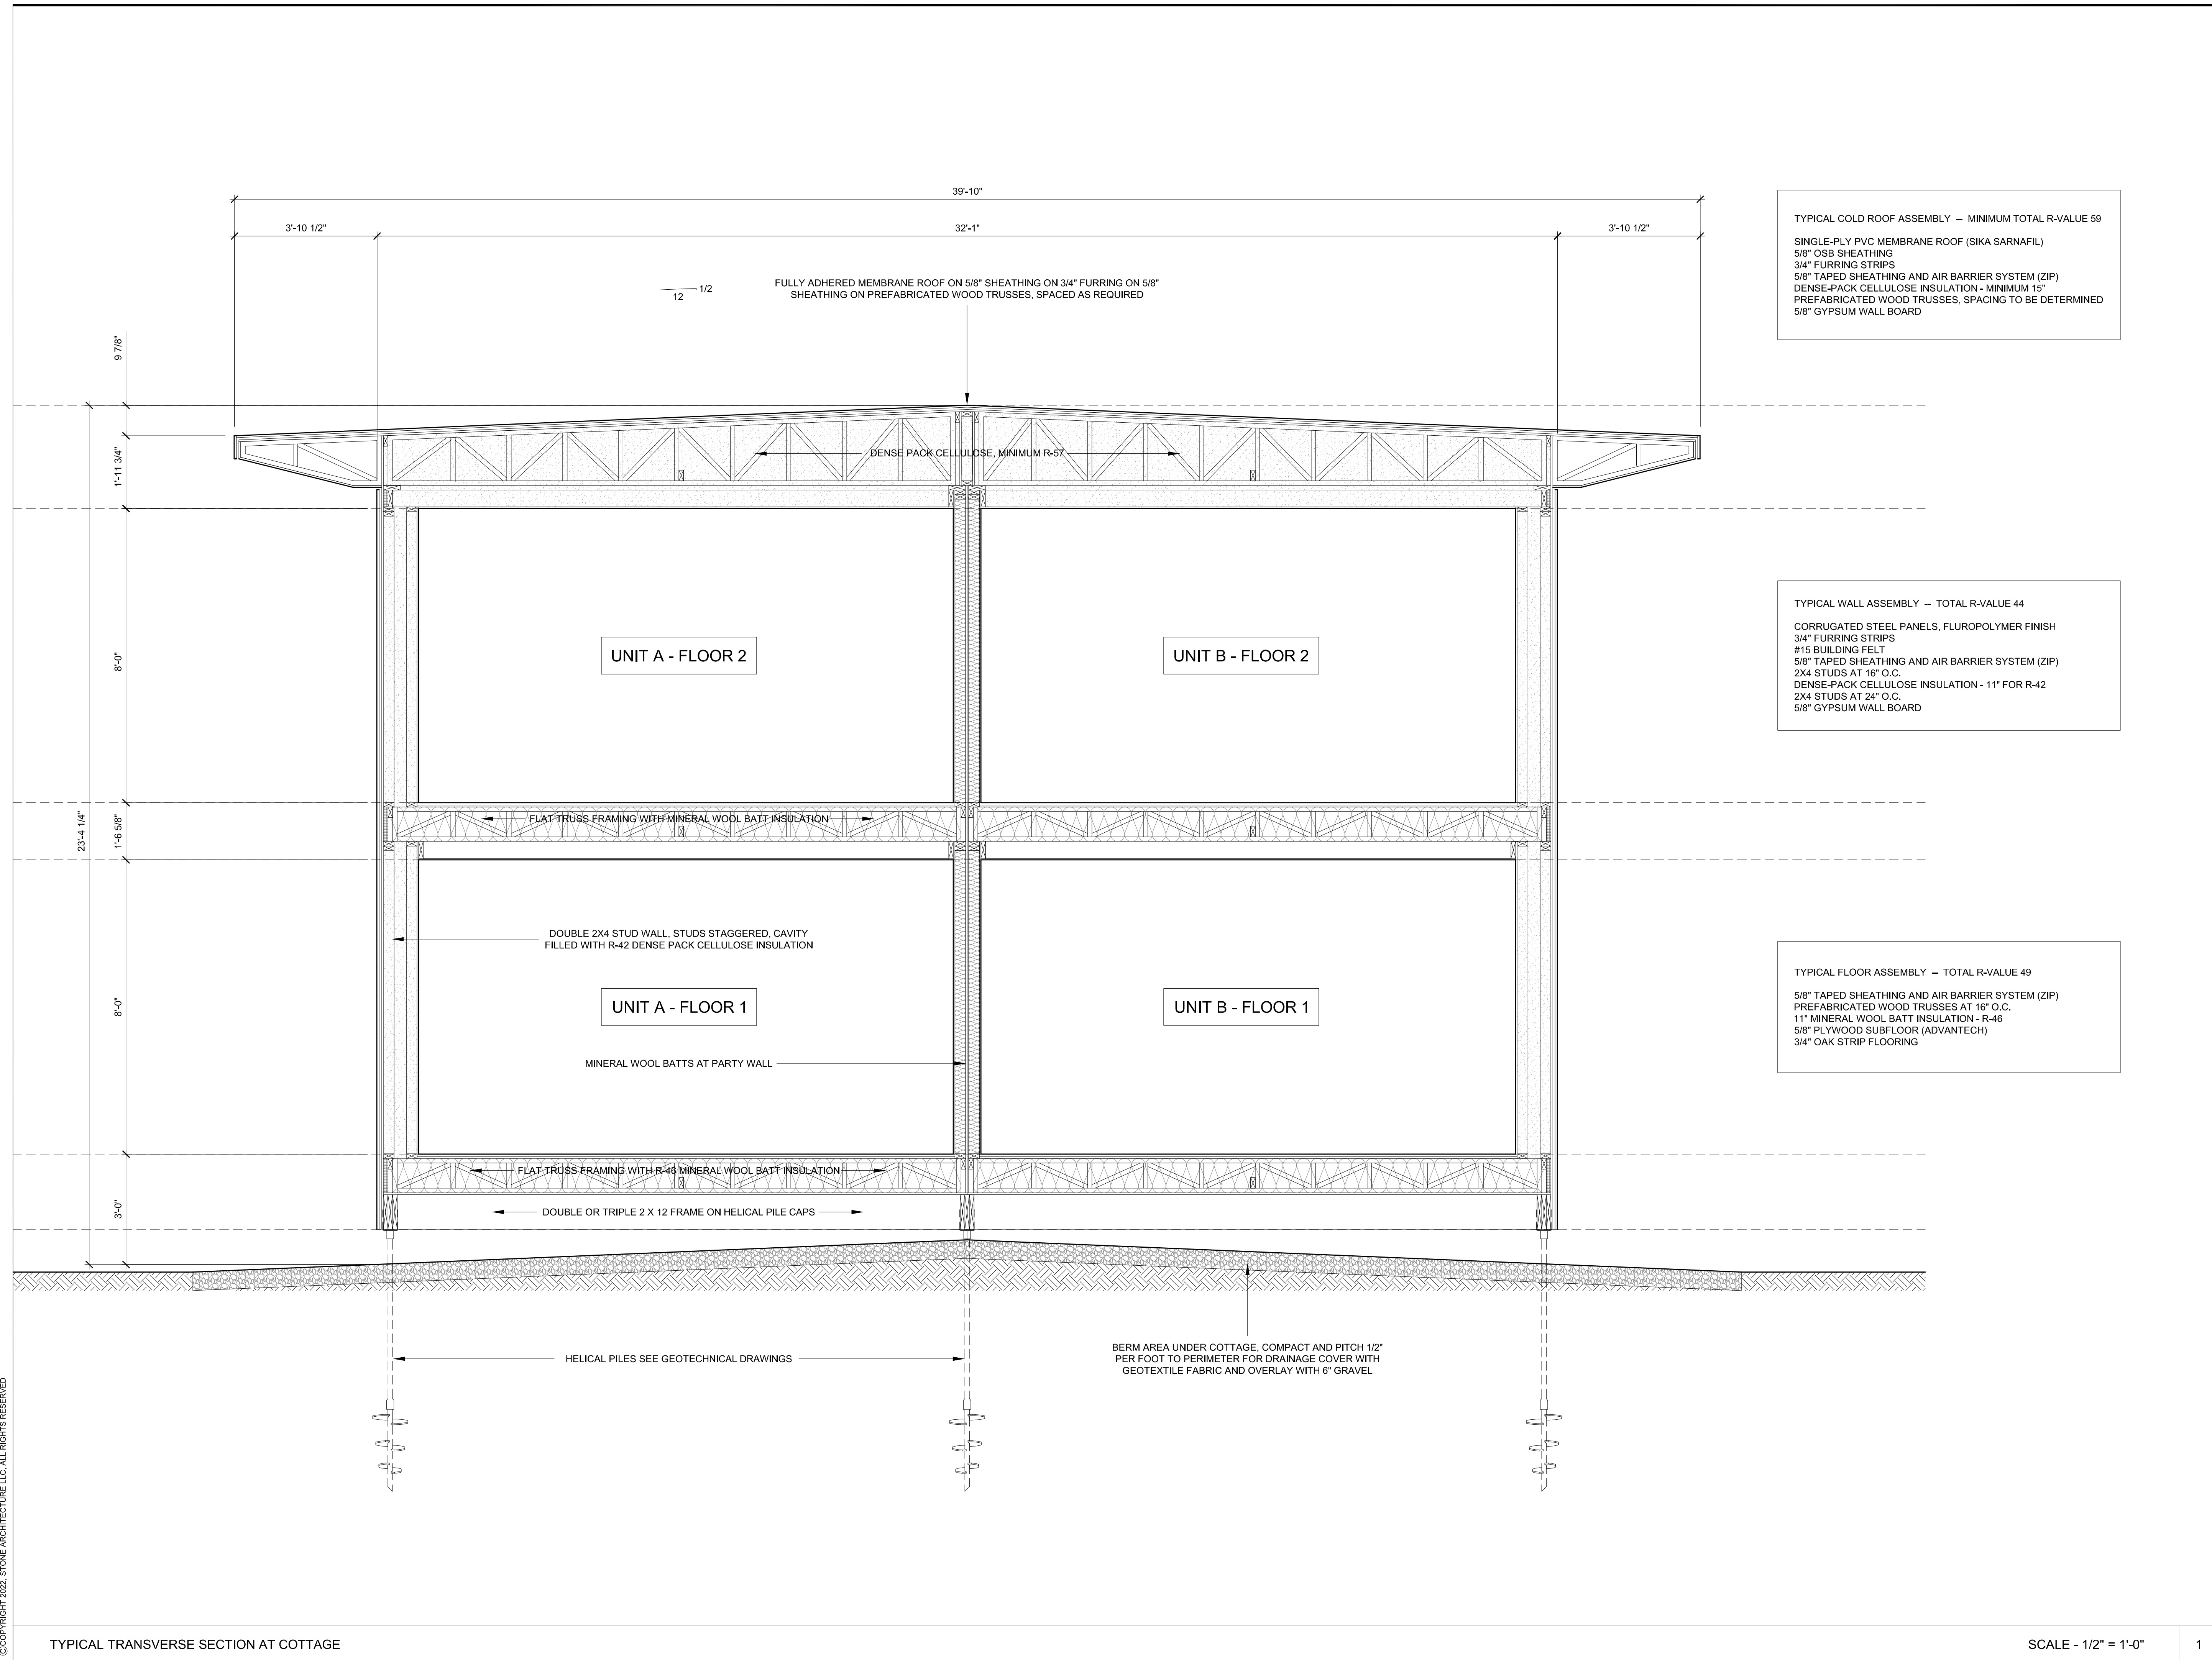 39'-10"
3'-10 1/2"
32'-1"
3'-10 1/2"
1/2
12
FULLY ADHERED MEMBRANE ROOF ON 5/8" SHEATHING ON 3/4" FURRING ON 5/8"
SHEATHING ON PREFABRICATED WOOD TRUSSES, SPACED AS REQUIRED
TYPICAL COLD ROOF ASSEMBLY – MINIMUM TOTAL R-VALUE 59
SINGLE-PLY PVC MEMBRANE ROOF (SIKA SARNAFIL)
5/8" OSB SHEATHING
3/4" FURRING STRIPS
5/8" TAPED SHEATHING AND AIR BARRIER SYSTEM (ZIP)
DENSE-PACK CELLULOSE INSULATION - MINIMUM 15"
PREFABRICATED WOOD TRUSSES, SPACING TO BE DETERMINED
5/8" GYPSUM WALL BOARD
9 7/8"
1'-11 3/4"
DENSE PACK CELLULOSE, MINIMUM R-57
8'-0"
UNIT A - FLOOR 2
UNIT B - FLOOR 2
TYPICAL WALL ASSEMBLY -- TOTAL R-VALUE 44
CORRUGATED STEEL PANELS, FLUROPOLYMER FINISH
3/4" FURRING STRIPS
#15 BUILDING FELT
5/8" TAPED SHEATHING AND AIR BARRIER SYSTEM (ZIP)
2X4 STUDS AT 16" O.C.
DENSE-PACK CELLULOSE INSULATION - 11" FOR R-42
2X4 STUDS AT 24" O.C.
5/8" GYPSUM WALL BOARD
23'-4 1/4"
1'-6 5/8"
FLAT TRUSS FRAMING WITH MINERAL WOOL BATT INSULATION
8'-0"
DOUBLE 2X4 STUD WALL, STUDS STAGGERED, CAVITY
FILLED WITH R-42 DENSE PACK CELLULOSE INSULATION
UNIT A - FLOOR 1
UNIT B - FLOOR 1
MINERAL WOOL BATTS AT PARTY WALL
TYPICAL FLOOR ASSEMBLY – TOTAL R-VALUE 49
5/8" TAPED SHEATHING AND AIR BARRIER SYSTEM (ZIP)
PREFABRICATED WOOD TRUSSES AT 16" O.C.
11" MINERAL WOOL BATT INSULATION - R-46
5/8" PLYWOOD SUBFLOOR (ADVANTECH)
3/4" OAK STRIP FLOORING
3'-0"
FLAT TRUSS FRAMING WITH R-46 MINERAL WOOL BATT INSULATION
DOUBLE OR TRIPLE 2 X 12 FRAME ON HELICAL PILE CAPS
HELICAL PILES SEE GEOTECHNICAL DRAWINGS
BERM AREA UNDER COTTAGE, COMPACT AND PITCH 1/2"
PER FOOT TO PERIMETER FOR DRAINAGE COVER WITH
GEOTEXTILE FABRIC AND OVERLAY WITH 6" GRAVEL
©COPYRIGHT 2022, STONE ARCHITECTURE LLC, ALL RIGHTS RESERVED
TYPICAL TRANSVERSE SECTION AT COTTAGE
SCALE - 1/2" = 1'-0"
1